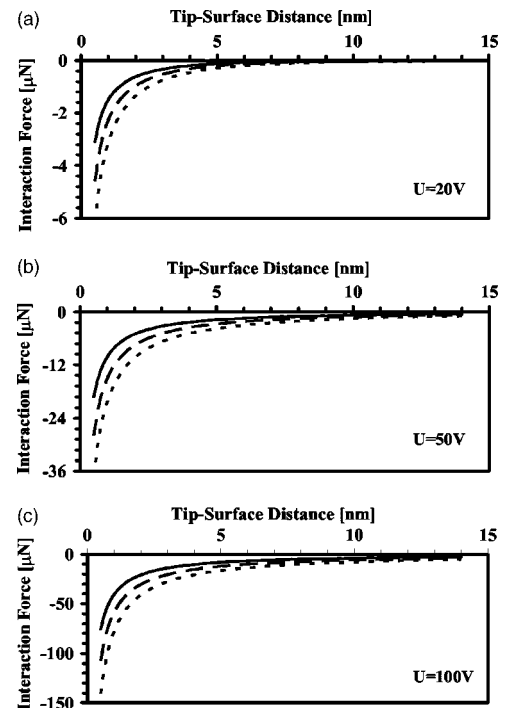 (a)
Tip-Surface Distance [nm]
0 5 10 15
Interaction Force [μN]
0
-2
-4
-6
U=20V
(b)
Tip-Surface Distance [nm]
0 5 10 15
Interaction Force [μN]
0
-12
-24
-36
U=50V
(c)
Tip-Surface Distance [nm]
0 5 10 15
Interaction Force [μN]
0
-50
-100
-150
U=100V